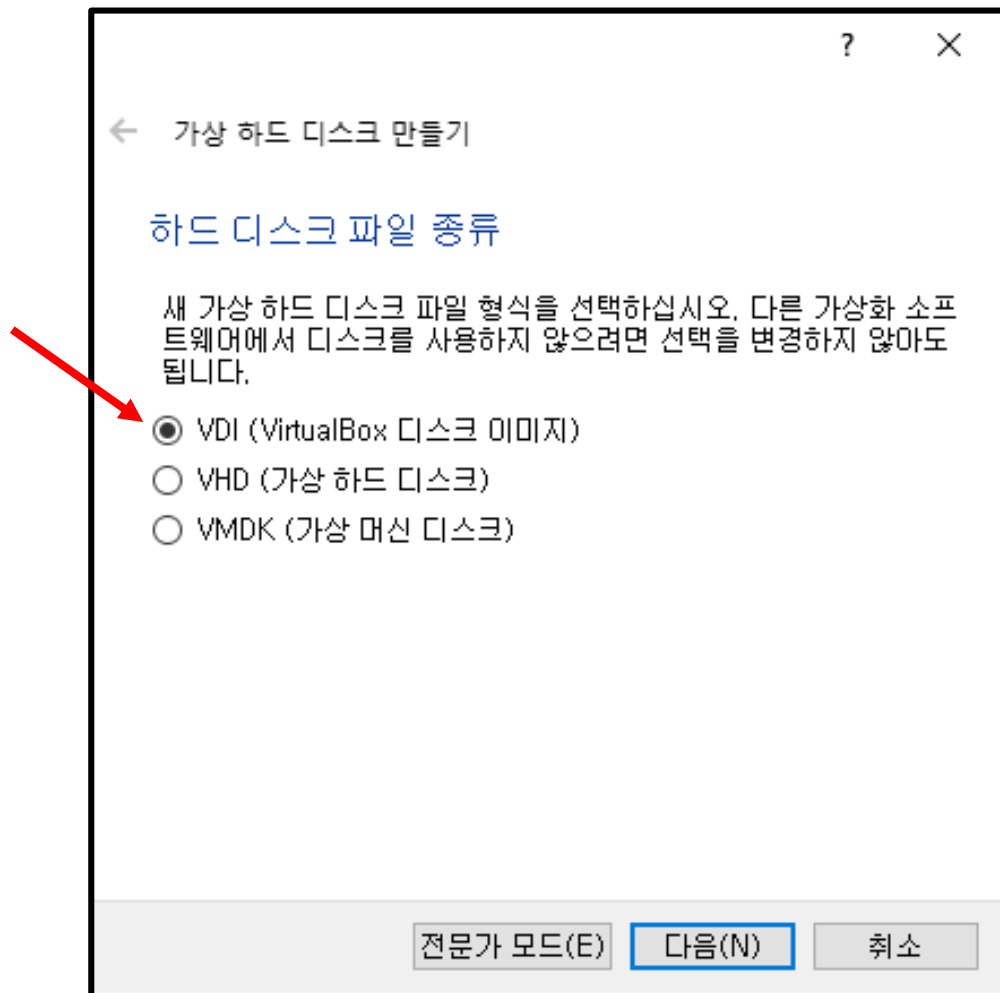 ?
가상 하드 디스크 만들기
하드 디스크 파일 종류
새 가상 하드 디스크 파일 형식을 선택하십시오. 다른 가상화 소프
트웨어에서 디스크를 사용하지 않으려면 선택을 변경하지 않아도
됩니다.
VDI (VirtualBox 디스크 이미지)
VHD (가상 하드 디스크)
VMDK (가상 머신 디스크)
전문가 모드(E) 다음(N) 취소